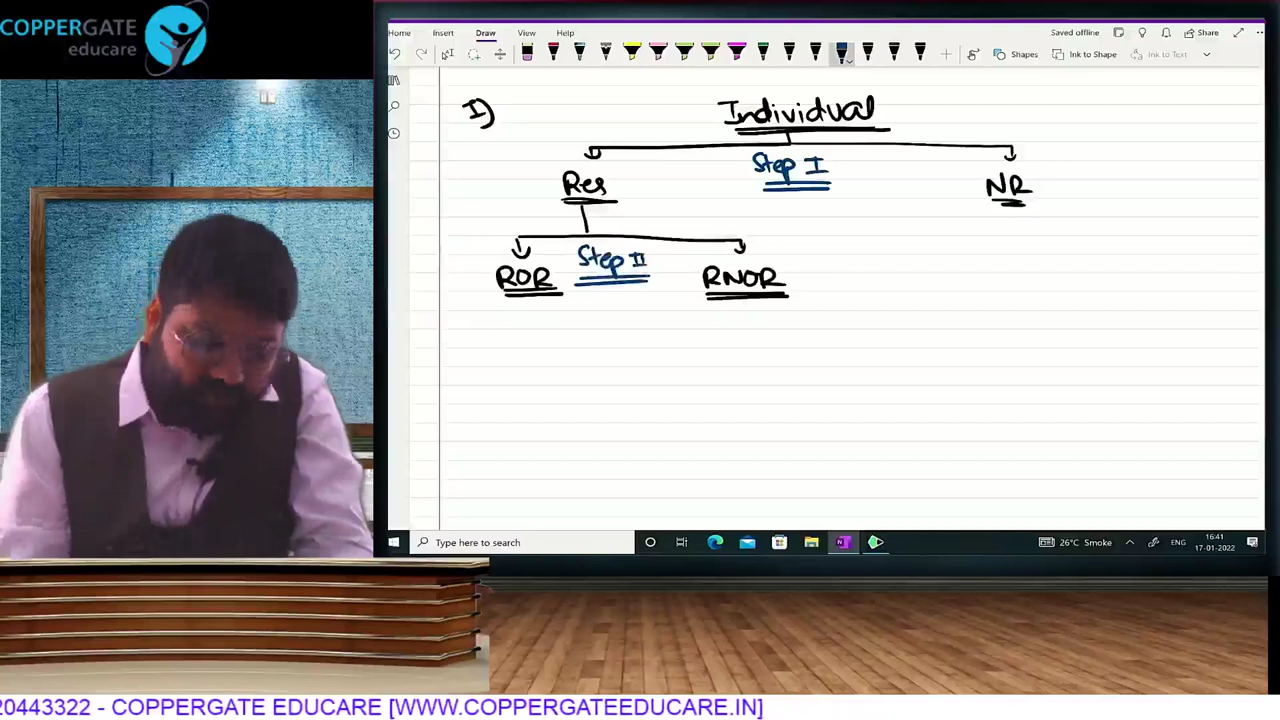 COPPERGATE
educare
Home Insert Draw View Help
Saved offline
Share
Shapes
Ink to Shape
Ink to Text
I) Individual
Step I
Res
NR
Step II
ROR
RNOR
Type here to search
26°C Smoke
ENG
16:41
17-01-2022
20443322 - COPPERGATE EDUCARE [WWW.COPPERGATEEDUCARE.IN]